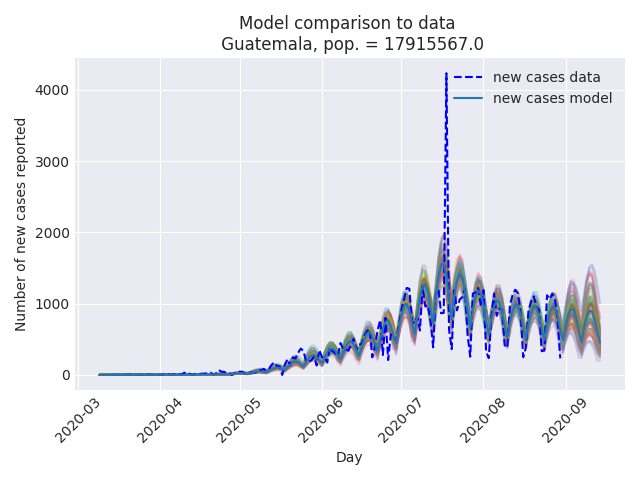 Model comparison to data
Guatemala, pop. = 17915567.0
new cases data
new cases model
Number of new cases reported
4000
3000
2000
1000
0
2020-03
2020-04
2020-05
2020-06
2020-07
2020-08
2020-09
Day